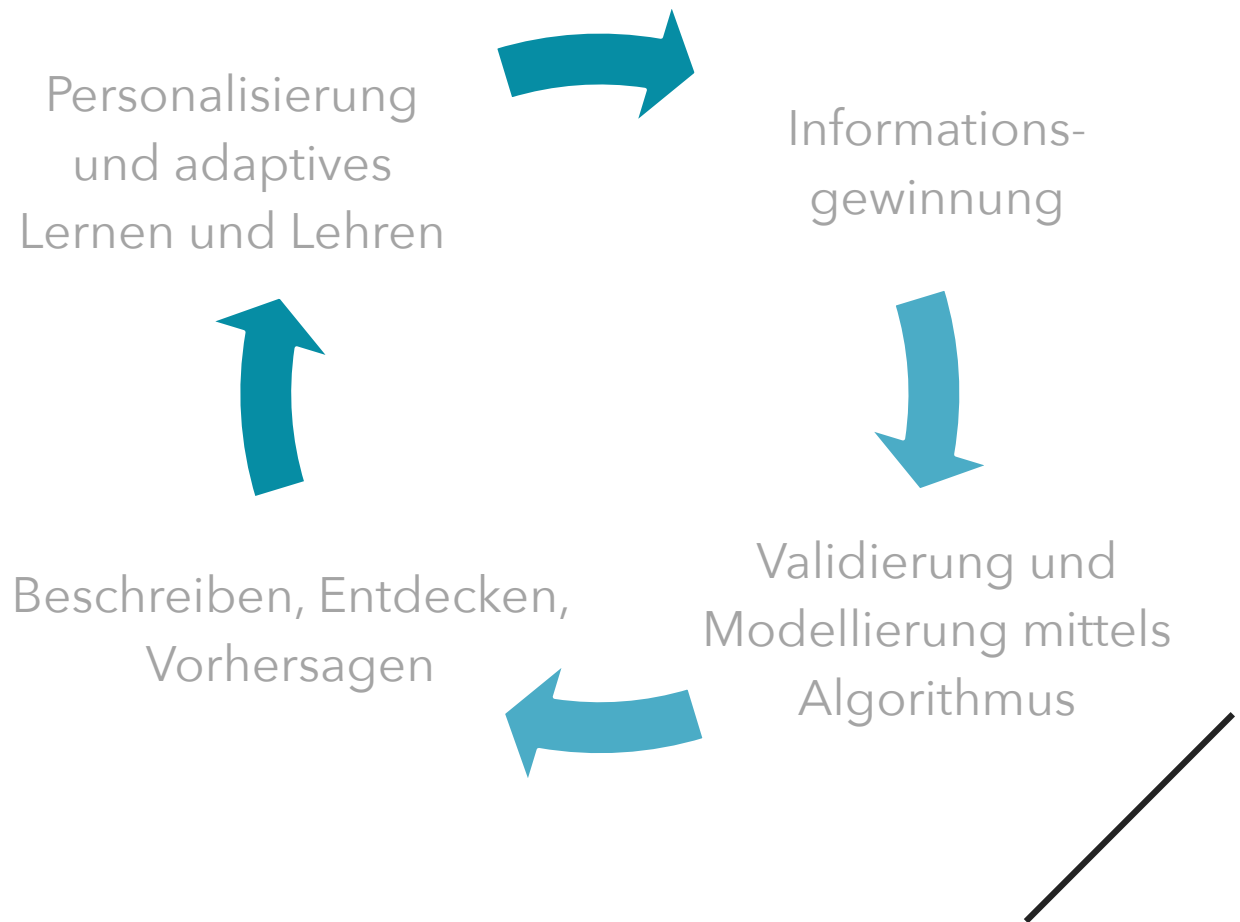 Personalisierung
und adaptives
Lernen und Lehren
Informations-
gewinnung
Validierung und
Modellierung mittels
Algorithmus
Beschreiben, Entdecken,
Vorhersagen